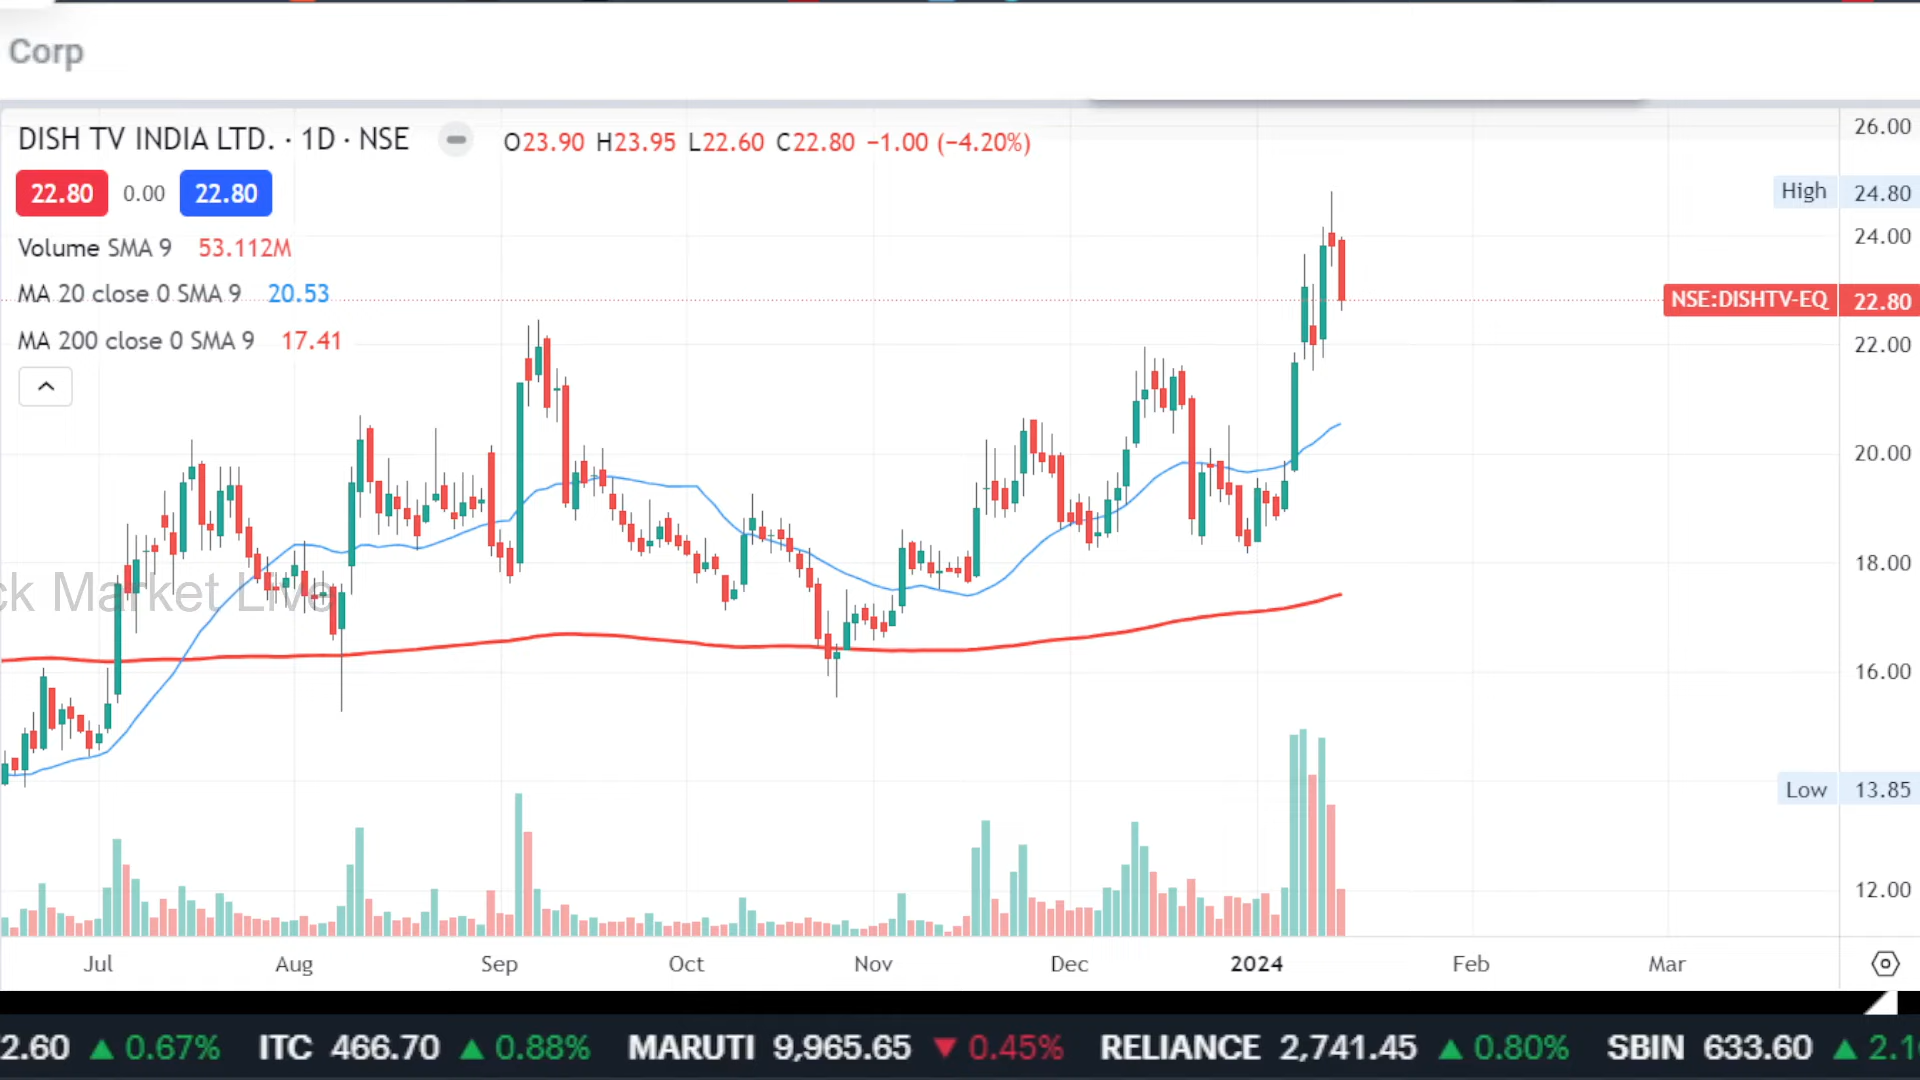 Corp
DISH TV INDIA LTD. · 1D · NSE O23.90 H23.95 L22.60 C22.80 −1.00 (−4.20%)
22.80 0.00 22.80
Volume SMA 9 53.112M
MA 20 close 0 SMA 9 20.53
MA 200 close 0 SMA 9 17.41
26.00
High 24.80
24.00
NSE:DISHTV-EQ 22.80
22.00
20.00
18.00
ck Market Live
16.00
Low 13.85
12.00
Jul Aug Sep Oct Nov Dec 2024 Feb Mar
2.60 ▲ 0.67% ITC 466.70 ▲ 0.88% MARUTI 9,965.65 ▼ 0.45% RELIANCE 2,741.45 ▲ 0.80% SBIN 633.60 ▲ 2.1